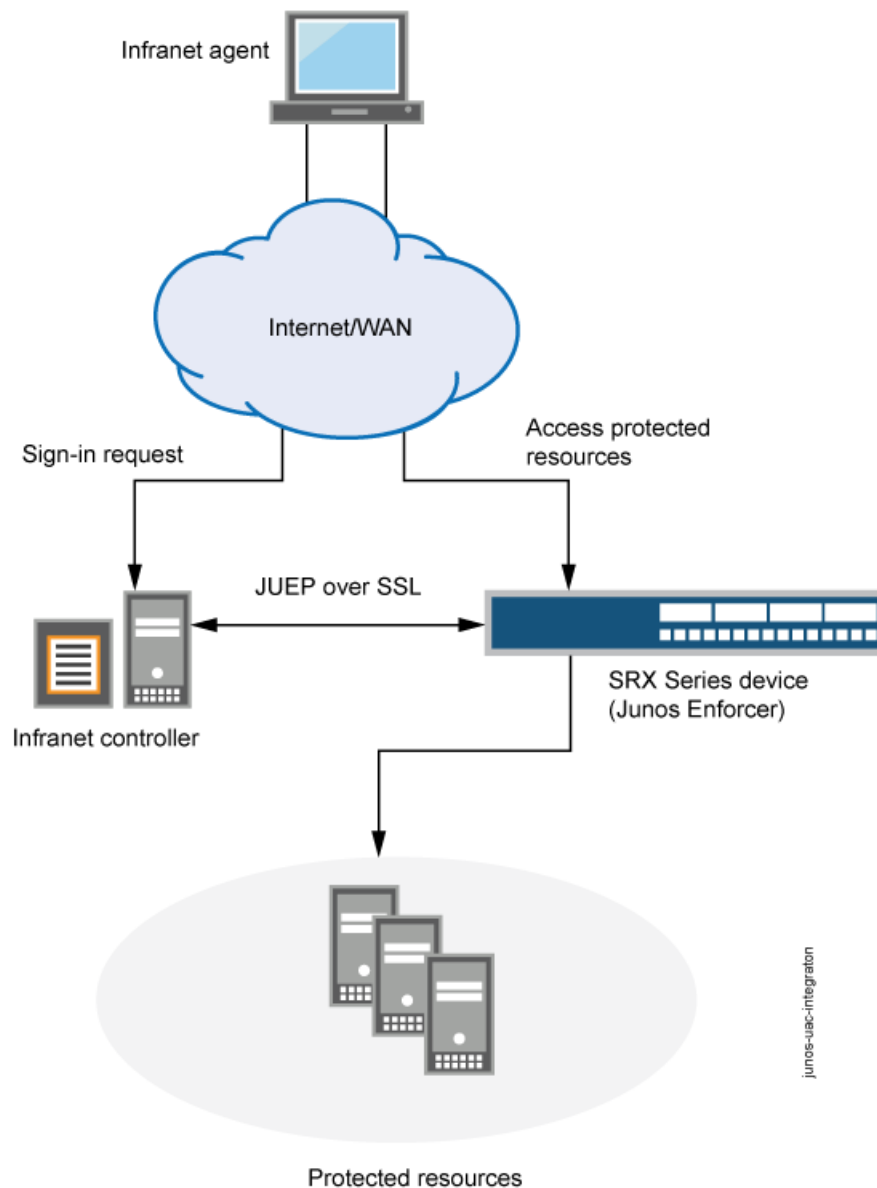 Infranet agent
Internet/WAN
Sign-in request
Access protected
resources
JUEP over SSL
Infranet controller
SRX Series device
(Junos Enforcer)
junos-uac-integraton
Protected resources